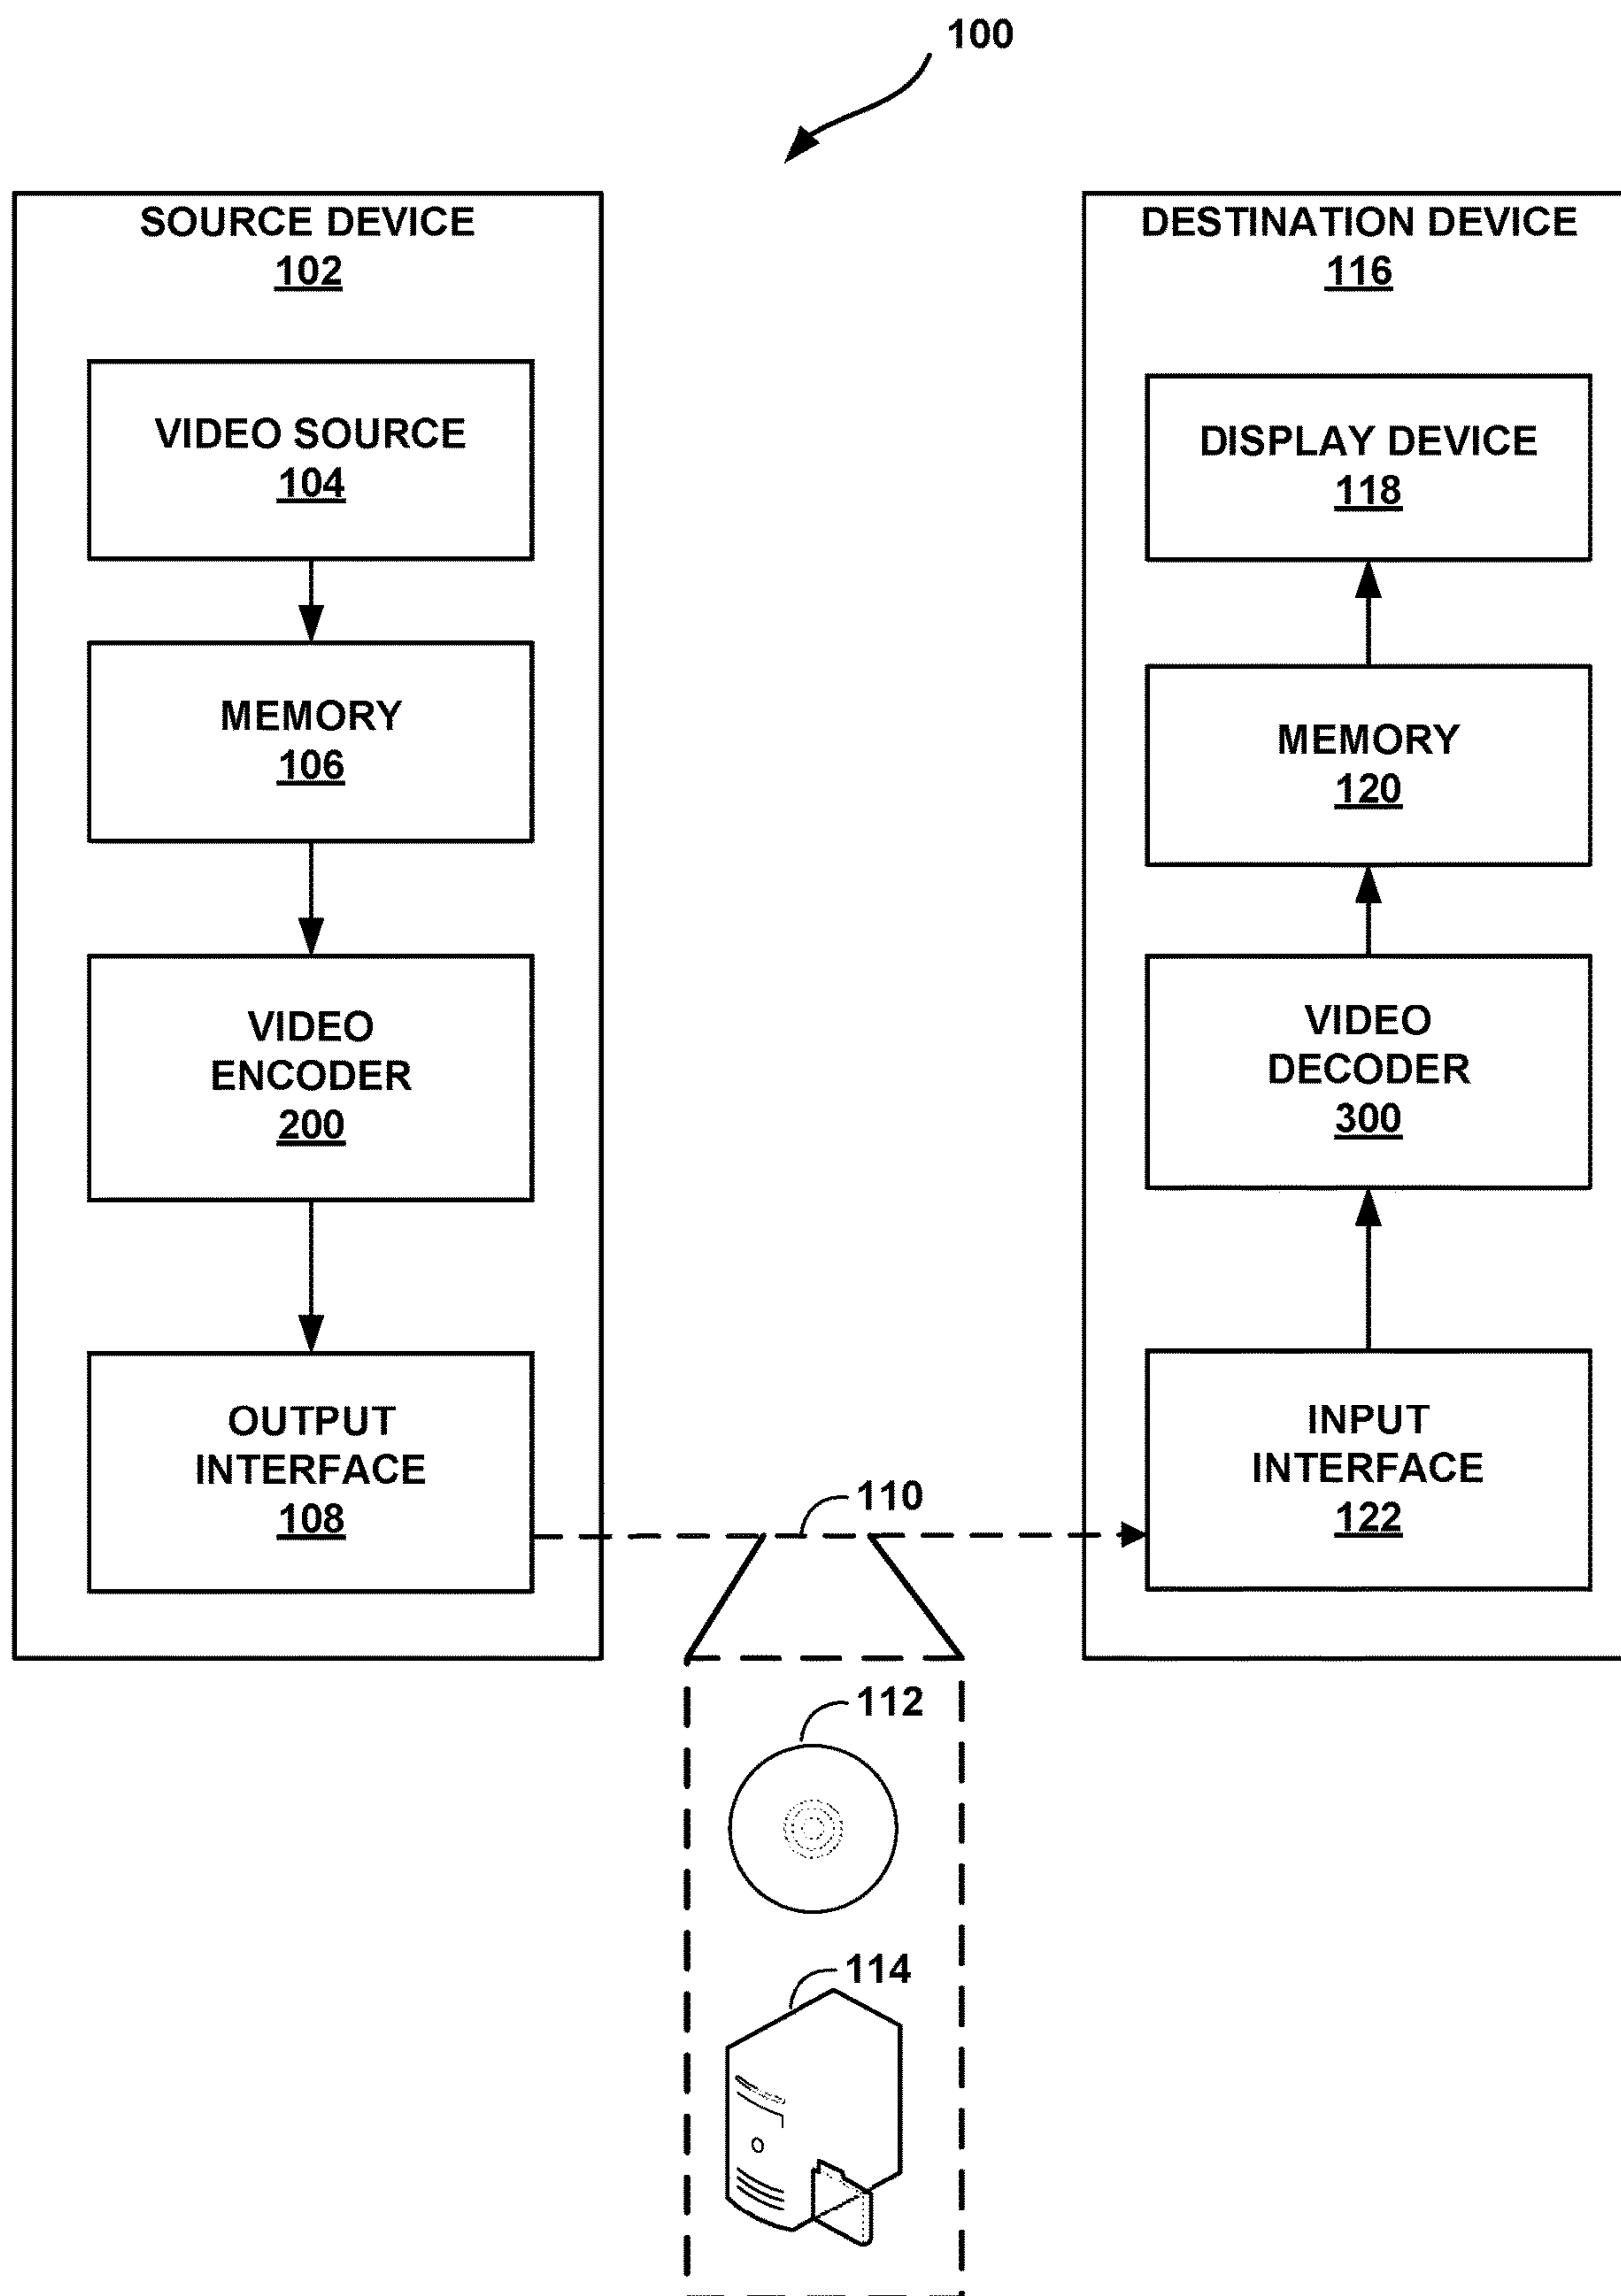 100
SOURCE DEVICE
102
VIDEO SOURCE
104
MEMORY
106
VIDEO
ENCODER
200
OUTPUT
INTERFACE
108
DESTINATION DEVICE
116
DISPLAY DEVICE
118
MEMORY
120
VIDEO
DECODER
300
INPUT
INTERFACE
122
110
112
114